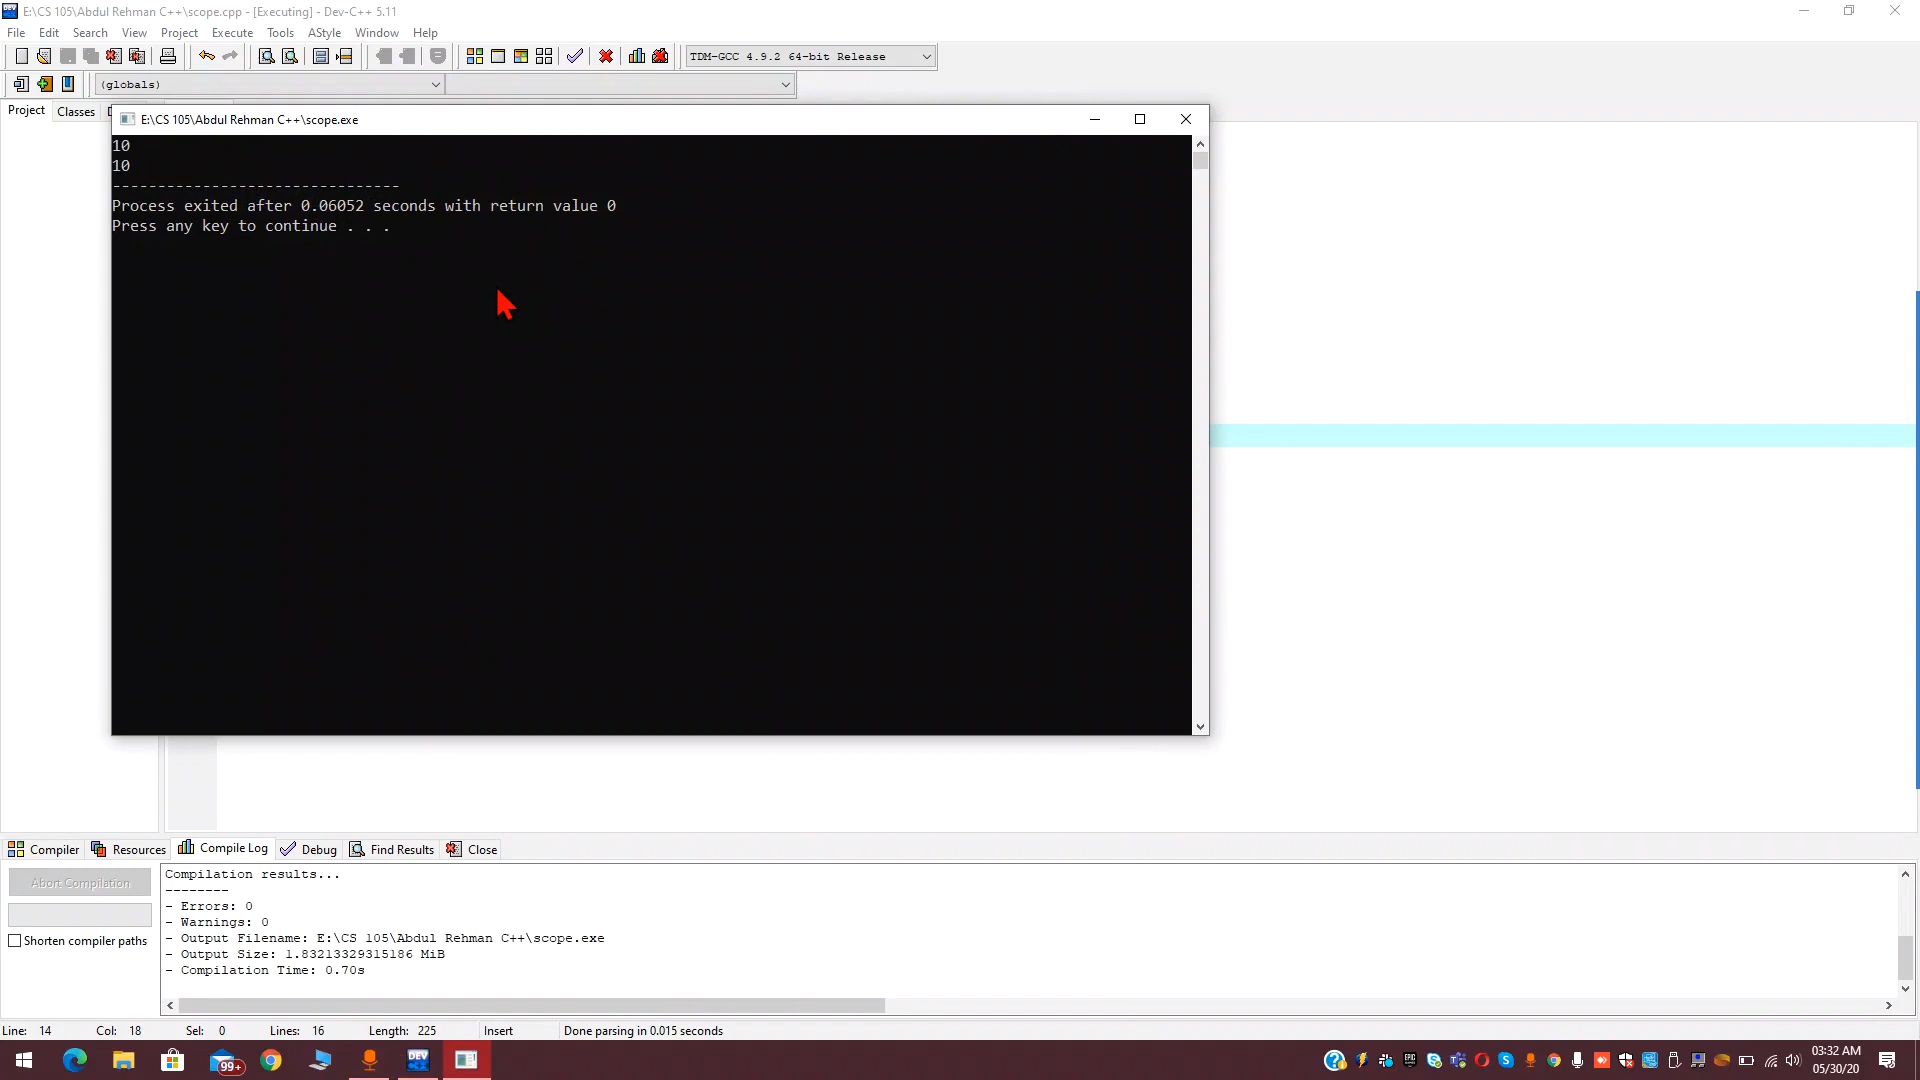 E:\CS 105\Abdul Rehman C++\scope.cpp - [Executing] - Dev-C++ 5.11
File Edit Search View Project Execute Tools AStyle Window Help
TDM-GCC 4.9.2 64-bit Release
(globals)
Project Classes D
E:\CS 105\Abdul Rehman C++\scope.exe
10
10
--------------------------------
Process exited after 0.06052 seconds with return value 0
Press any key to continue . . .
Compiler Resources Compile Log Debug Find Results Close
Abort Compilation
Shorten compiler paths
Compilation results...
--------
- Errors: 0
- Warnings: 0
- Output Filename: E:\CS 105\Abdul Rehman C++\scope.exe
- Output Size: 1.83213329315186 MiB
- Compilation Time: 0.70s
Line: 14 Col: 18 Sel: 0 Lines: 16 Length: 225 Insert Done parsing in 0.015 seconds
99+
DEV
03:32 AM
05/30/20